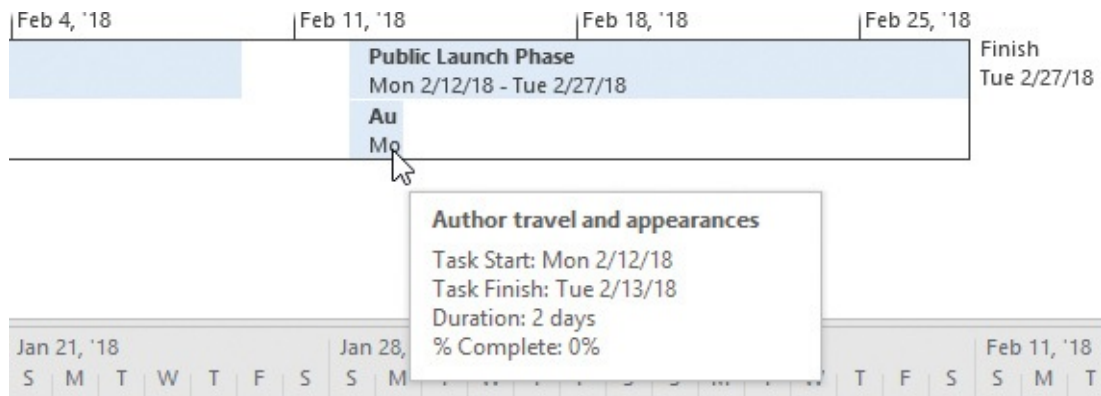 Feb 4, '18 Feb 11, '18 Feb 18, '18 Feb 25, '18
Public Launch Phase
Mon 2/12/18 - Tue 2/27/18
Finish
Tue 2/27/18
Au
Mo
Author travel and appearances
Task Start: Mon 2/12/18
Task Finish: Tue 2/13/18
Duration: 2 days
% Complete: 0%
Jan 21, '18 Jan 28, Feb 11, '18
S M T W T F S S M T F S S M T